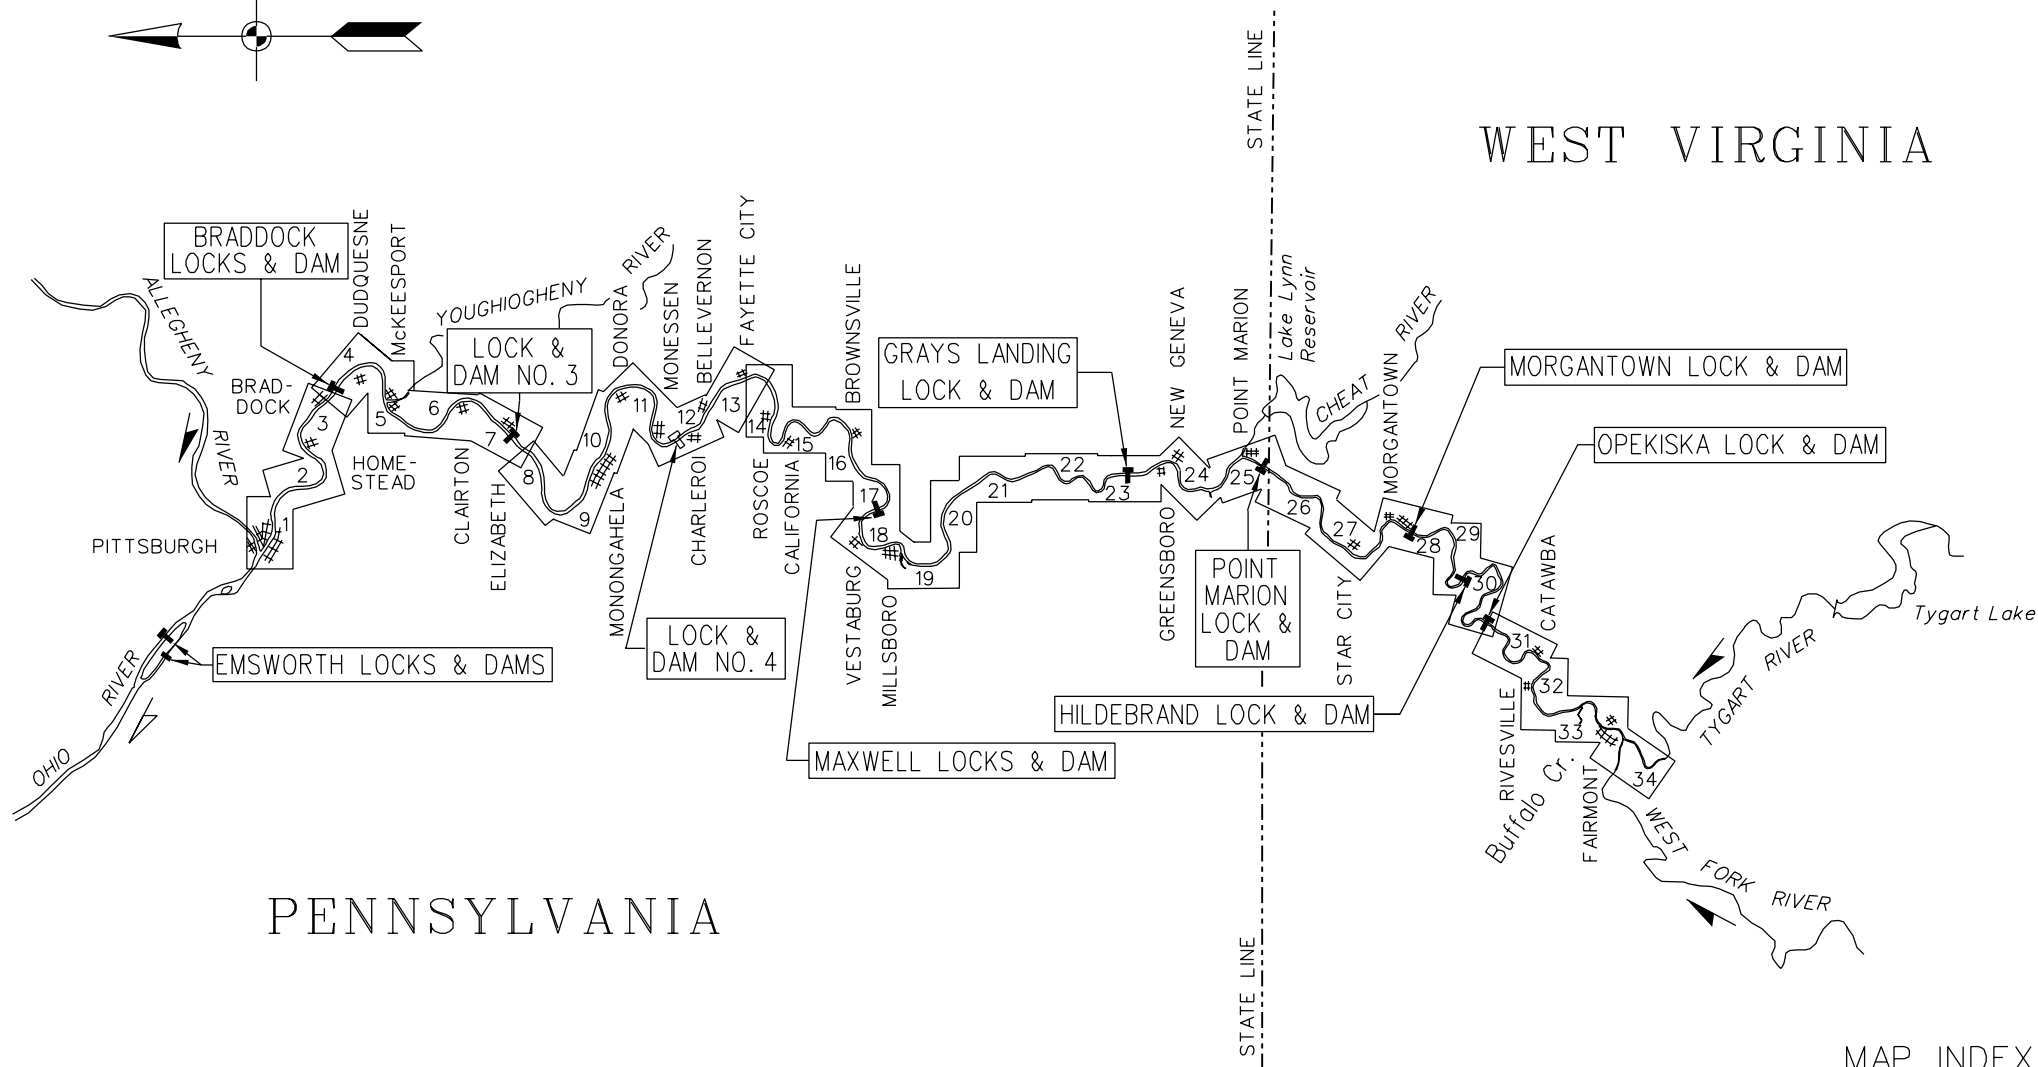 WEST VIRGINIA
STATE LINE
BRADDOCK
LOCKS & DAM
DUDQUESNE
McKEESPORT
ALLEGHENY
RIVER
YOUGHIOGHENY
RIVER
LOCK &
DAM NO. 3
DONORA
MONESSEN
BELLEVERNON
FAYETTE CITY
BROWNSVILLE
GRAYS LANDING
LOCK & DAM
NEW GENEVA
POINT MARION
Lake Lynn
Reservoir
CHEAT
RIVER
MORGANTOWN
MORGANTOWN LOCK & DAM
OPEKISKA LOCK & DAM
BRAD-
DOCK
HOME-
STEAD
PITTSBURGH
1
2
3
4
5
6
7
8
9
10
11
12
13
14
15
16
17
18
19
20
21
22
23
24
25
26
27
28
29
30
31
32
33
34
CLAIRTON
ELIZABETH
MONONGAHELA
CHARLEROI
ROSCOE
CALIFORNIA
VESTABURG
MILLSBORO
GREENSBORO
POINT
MARION
LOCK &
DAM
STAR CITY
CATAWBA
Tygart Lake
TYGART RIVER
EMSWORTH LOCKS & DAMS
LOCK &
DAM NO. 4
HILDEBRAND LOCK & DAM
MAXWELL LOCKS & DAM
RIVESVILLE
Buffalo Cr.
FAIRMONT
WEST
FORK
RIVER
OHIO
RIVER
PENNSYLVANIA
STATE LINE
MAP INDEX